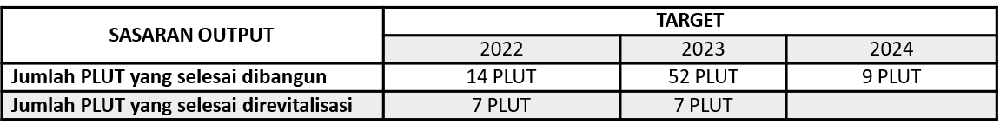 SASARAN OUTPUT
TARGET
2022 2023 2024
Jumlah PLUT yang selesai dibangun 14 PLUT 52 PLUT 9 PLUT
Jumlah PLUT yang selesai direvitalisasi 7 PLUT 7 PLUT